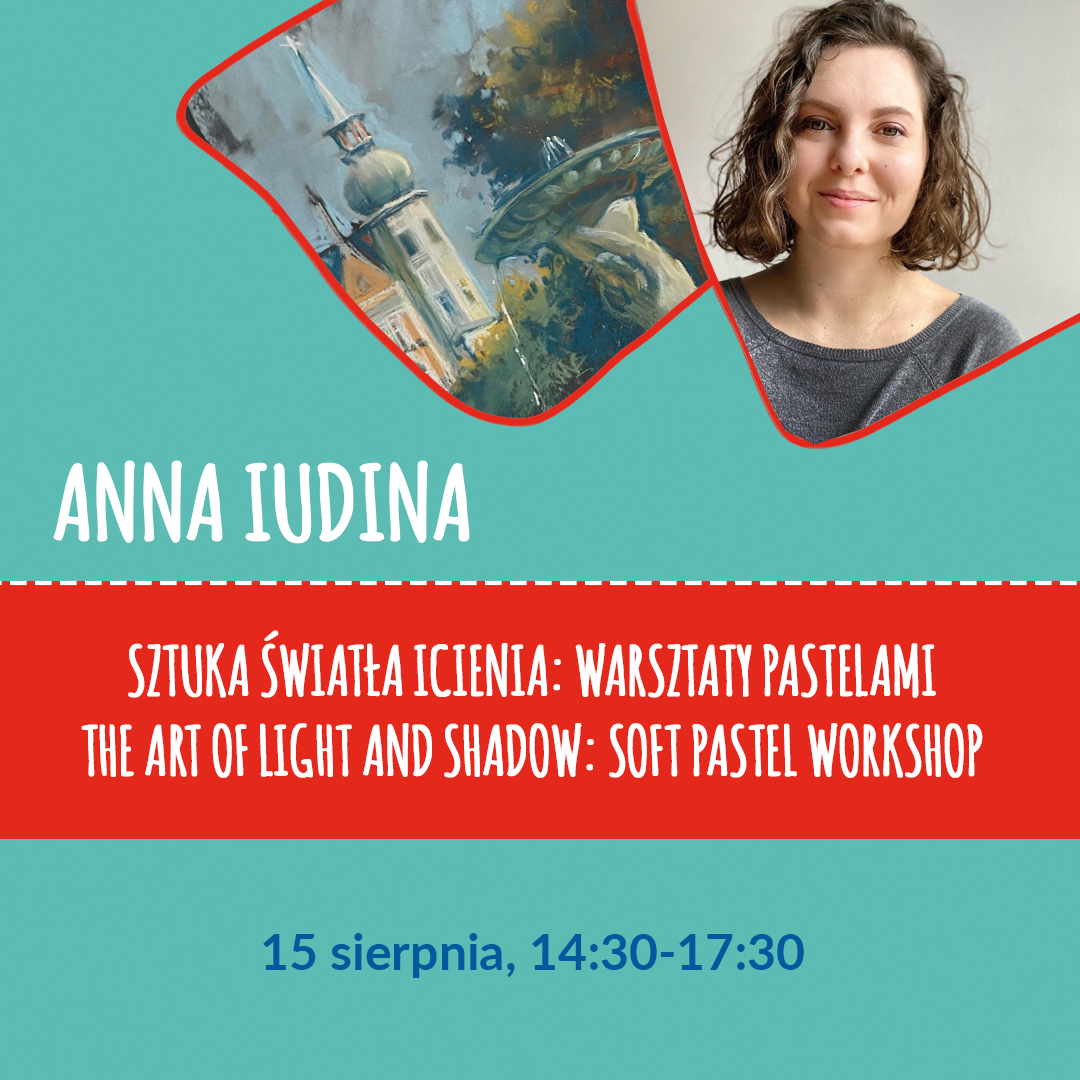 ANNA IUDINA
SZTUKA ŚWIATŁA ICIENIA: WARSZTATY PASTELAMI
THE ART OF LIGHT AND SHADOW: SOFT PASTEL WORKSHOP
15 sierpnia, 14:30-17:30